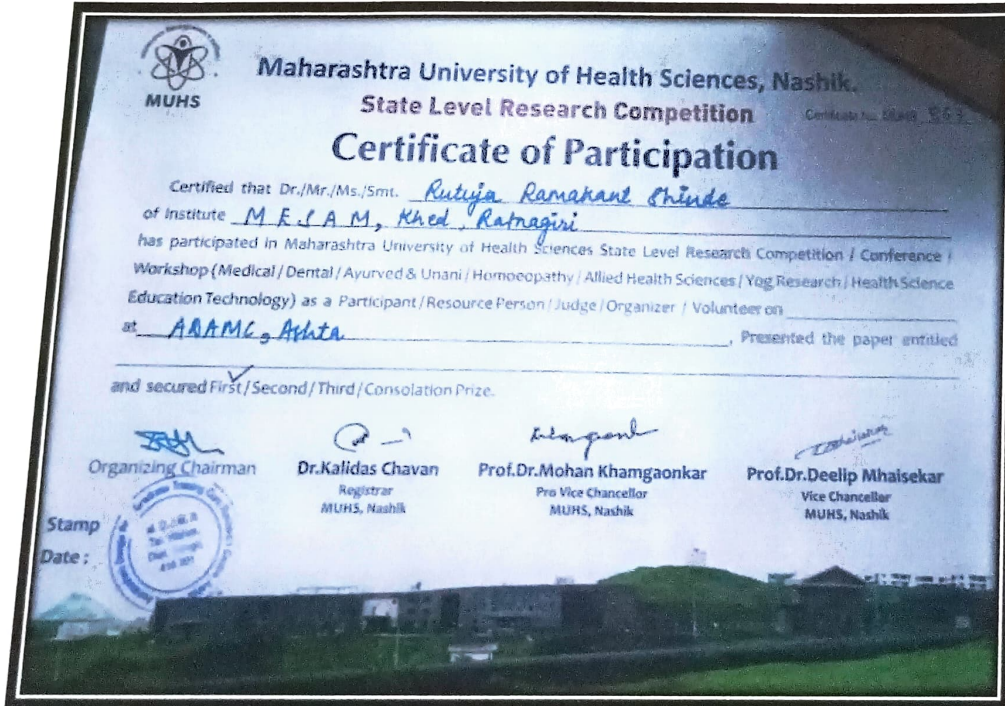 MUHS
Maharashtra University of Health Sciences, Nashik.
State Level Research Competition
Certificate No. MUHS
Certificate of Participation
Certified that Dr./Mr./Ms./Smt. Rutuja Ramakant Shinde
of Institute M E S A M, Khed, Ratnagiri
has participated in Maharashtra University of Health Sciences State Level Research Competition / Conference /
Workshop (Medical / Dental / Ayurved & Unani / Homoeopathy / Allied Health Sciences / Yog Research / Health Science
Education Technology) as a Participant / Resource Person / Judge / Organizer / Volunteer on
at ADAMC, Ashta, Presented the paper entitled
and secured First / Second / Third / Consolation Prize.
Organizing Chairman
Dr.Kalidas Chavan
Registrar
MUHS, Nashik
Prof.Dr.Mohan Khamgaonkar
Pro Vice Chancellor
MUHS, Nashik
Prof.Dr.Deelip Mhaisekar
Vice Chancellor
MUHS, Nashik
Stamp
Date :